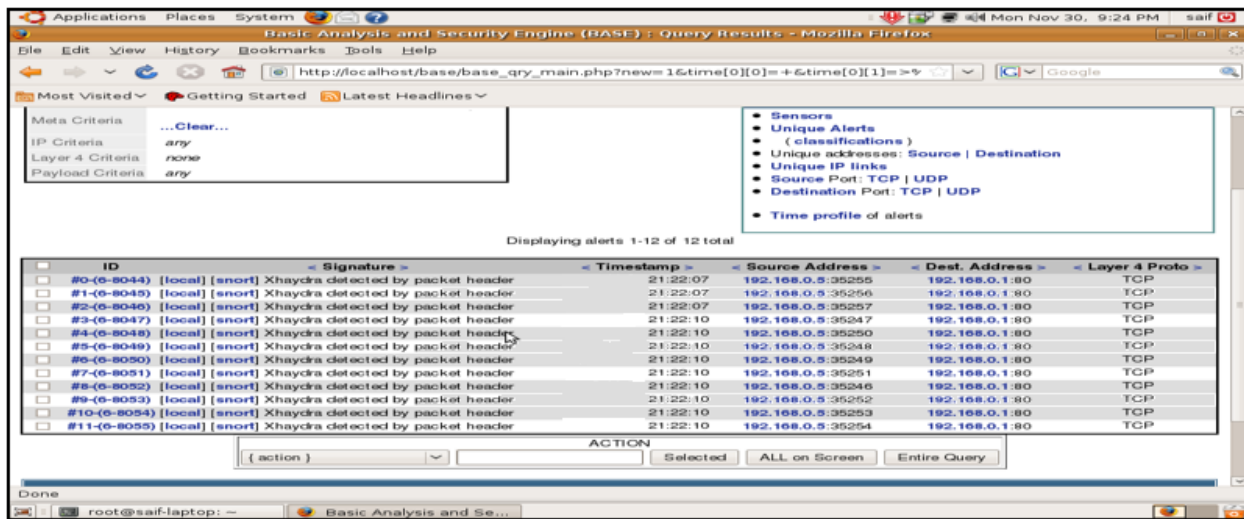 Applications Places System Mon Nov 30, 9:24 PM saif
Basic Analysis and Security Engine (BASE) : Query Results - Mozilla Firefox
File Edit View History Bookmarks Tools Help
http://localhost/base/base_qry_main.php?new=1&time[0][0]=+&time[0][1]=>% Google
Most Visited Getting Started Latest Headlines
Meta Criteria ...Clear...
IP Criteria any
Layer 4 Criteria none
Payload Criteria any
Sensors
Unique Alerts
( classifications )
Unique addresses: Source | Destination
Unique IP links
Source Port: TCP | UDP
Destination Port: TCP | UDP
Time profile of alerts
Displaying alerts 1-12 of 12 total
ID < Signature > < Timestamp > < Source Address > < Dest. Address > < Layer 4 Proto >
#0-(6-8044) [local] [snort] Xhaydra detected by packet header 21:22:07 192.168.0.5:35255 192.168.0.1:80 TCP
#1-(6-8045) [local] [snort] Xhaydra detected by packet header 21:22:07 192.168.0.5:35256 192.168.0.1:80 TCP
#2-(6-8046) [local] [snort] Xhaydra detected by packet header 21:22:07 192.168.0.5:35257 192.168.0.1:80 TCP
#3-(6-8047) [local] [snort] Xhaydra detected by packet header 21:22:10 192.168.0.5:35247 192.168.0.1:80 TCP
#4-(6-8048) [local] [snort] Xhaydra detected by packet header 21:22:10 192.168.0.5:35250 192.168.0.1:80 TCP
#5-(6-8049) [local] [snort] Xhaydra detected by packet header 21:22:10 192.168.0.5:35248 192.168.0.1:80 TCP
#6-(6-8050) [local] [snort] Xhaydra detected by packet header 21:22:10 192.168.0.5:35249 192.168.0.1:80 TCP
#7-(6-8051) [local] [snort] Xhaydra detected by packet header 21:22:10 192.168.0.5:35251 192.168.0.1:80 TCP
#8-(6-8052) [local] [snort] Xhaydra detected by packet header 21:22:10 192.168.0.5:35246 192.168.0.1:80 TCP
#9-(6-8053) [local] [snort] Xhaydra detected by packet header 21:22:10 192.168.0.5:35252 192.168.0.1:80 TCP
#10-(6-8054) [local] [snort] Xhaydra detected by packet header 21:22:10 192.168.0.5:35253 192.168.0.1:80 TCP
#11-(6-8055) [local] [snort] Xhaydra detected by packet header 21:22:10 192.168.0.5:35254 192.168.0.1:80 TCP
ACTION
{ action } Selected ALL on Screen Entire Query
Done
root@saif-laptop: ~ Basic Analysis and Se...